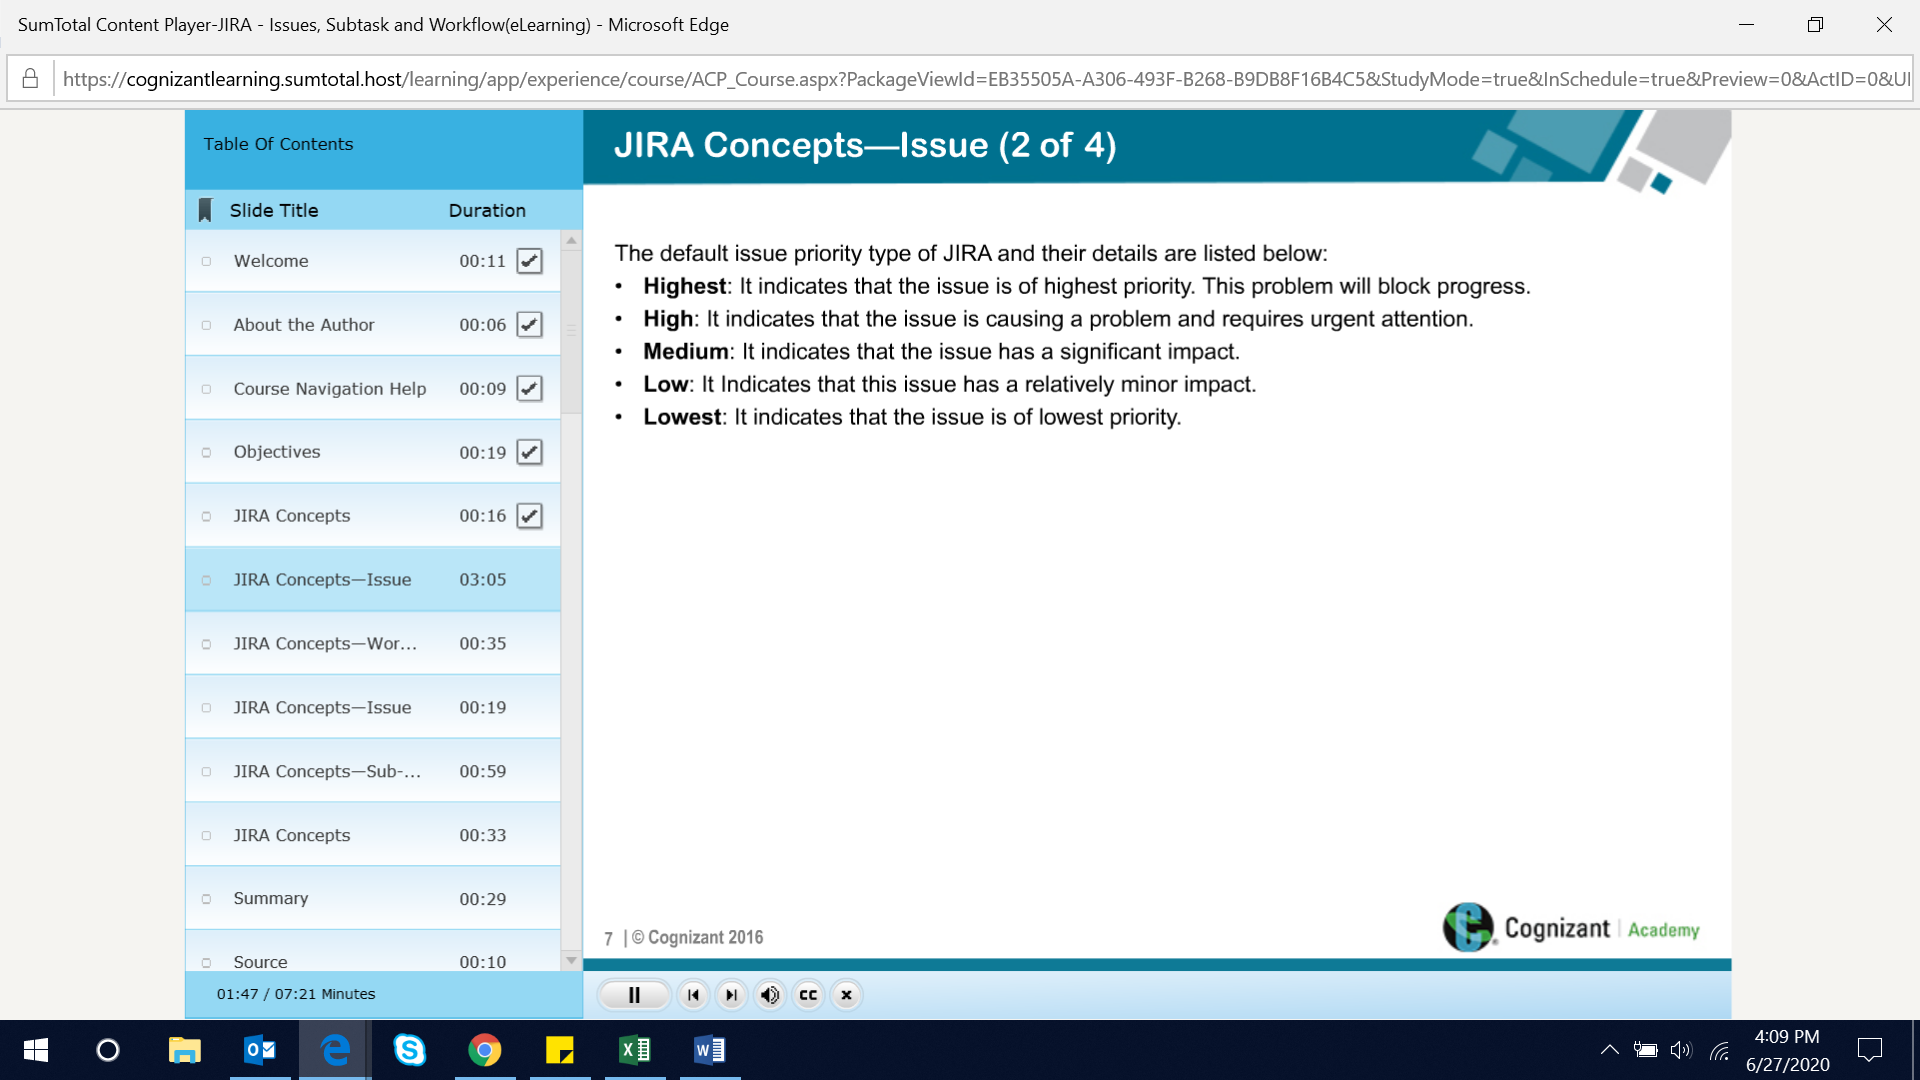 SumTotal Content Player-JIRA - Issues, Subtask and Workflow(eLearning) - Microsoft Edge
https://cognizantlearning.sumtotal.host/learning/app/experience/course/ACP_Course.aspx?PackageViewId=EB35505A-A306-493F-B268-B9DB8F16B4C5&StudyMode=true&InSchedule=true&Preview=0&ActID=0&UI
Table Of Contents
Slide Title Duration
Welcome 00:11
About the Author 00:06
Course Navigation Help 00:09
Objectives 00:19
JIRA Concepts 00:16
JIRA Concepts—Issue 03:05
JIRA Concepts—Wor... 00:35
JIRA Concepts—Issue 00:19
JIRA Concepts—Sub-... 00:59
JIRA Concepts 00:33
Summary 00:29
Source 00:10
01:47 / 07:21 Minutes
JIRA Concepts—Issue (2 of 4)
The default issue priority type of JIRA and their details are listed below:
• Highest: It indicates that the issue is of highest priority. This problem will block progress.
• High: It indicates that the issue is causing a problem and requires urgent attention.
• Medium: It indicates that the issue has a significant impact.
• Low: It Indicates that this issue has a relatively minor impact.
• Lowest: It indicates that the issue is of lowest priority.
7 | © Cognizant 2016
Cognizant | Academy
CC
4:09 PM
6/27/2020